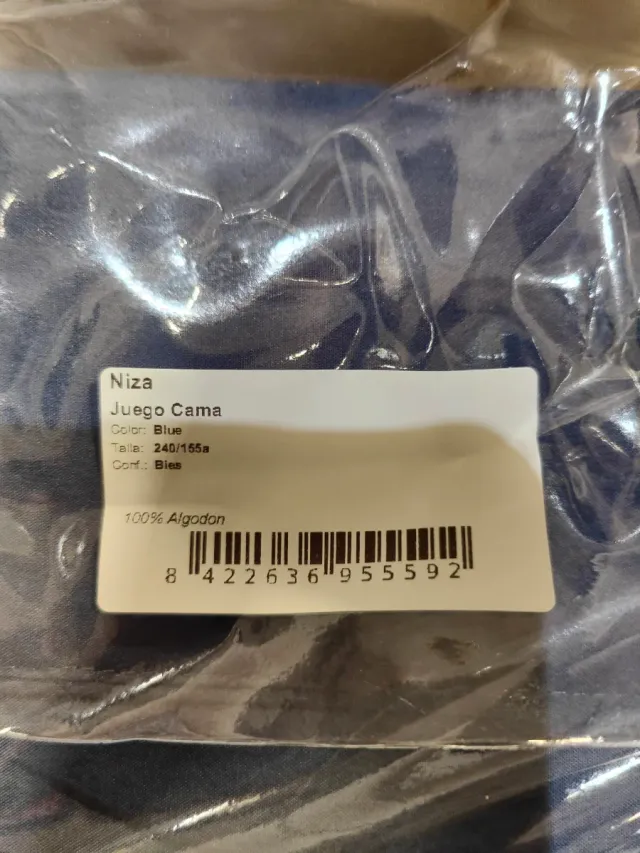 Niza
Juego Cama
Color: Blue
Talla: 240/155a
Conf.: Bies
100% Algodon
8 422636 955592